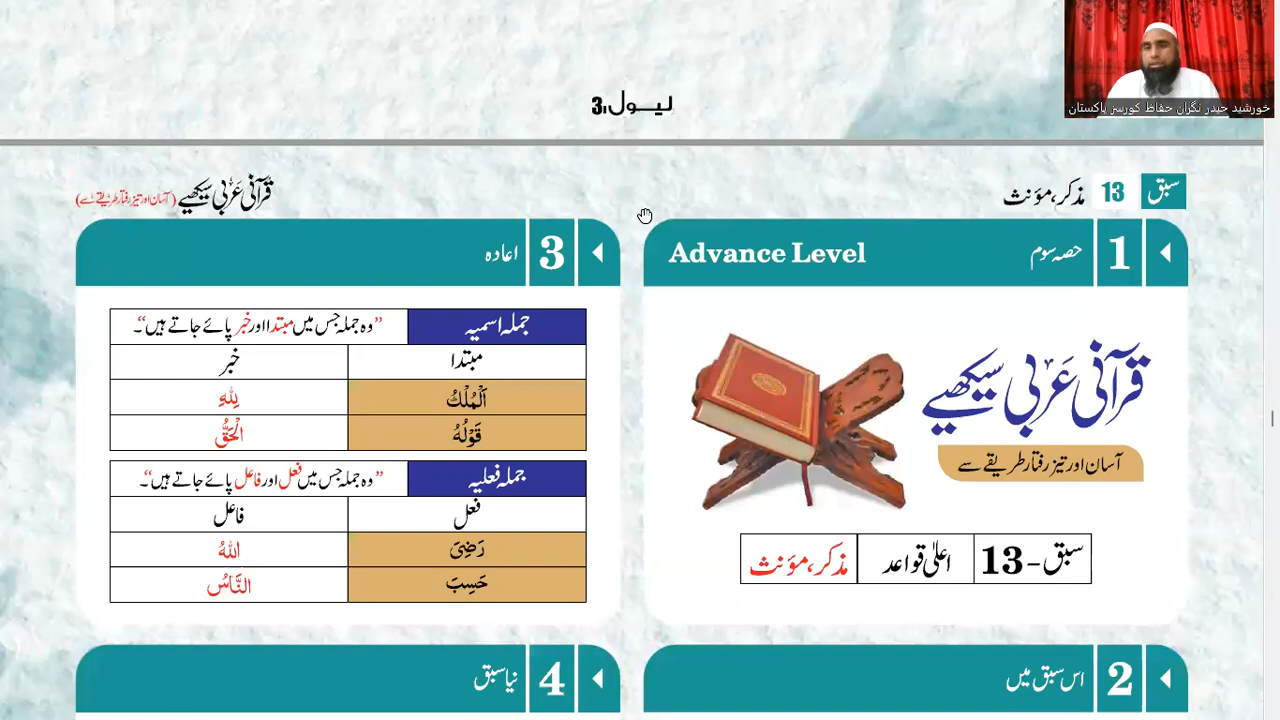 لیول،3
خورشید حیدر نگران حفاظ کورسز پاکستان
سبق 13 مذکر، مؤنث
قرآنی عَرَبی سیکھیے (آسان اور تیز رفتار طریقے سے)
1 حصہ سوم Advance Level
قرآنی عَرَبی سیکھیے
آسان اور تیز رفتار طریقے سے
سبق-13 اعلیٰ قواعد مذکر، مؤنث
2 اس سبق میں
3 اعادہ
جملہ اسمیہ ”وہ جملہ جس میں مبتدا اور خبر پائے جاتے ہیں“۔
مبتدا خبر
اَلْمُلْكُ لِلّٰهِ
قَوْلُهُ الْحَقُّ
جملہ فعلیہ ”وہ جملہ جس میں فعل اور فاعل پائے جاتے ہیں“۔
فعل فاعل
رَضِیَ اللّٰهُ
حَسِبَ النَّاسُ
4 نیا سبق